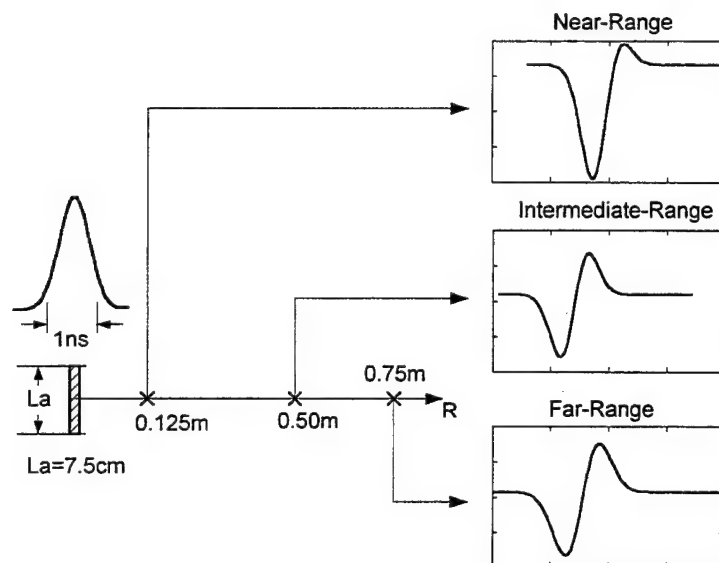 Near-Range
Intermediate-Range
1ns
0.75m
La
R
0.125m
0.50m
Far-Range
La=7.5cm